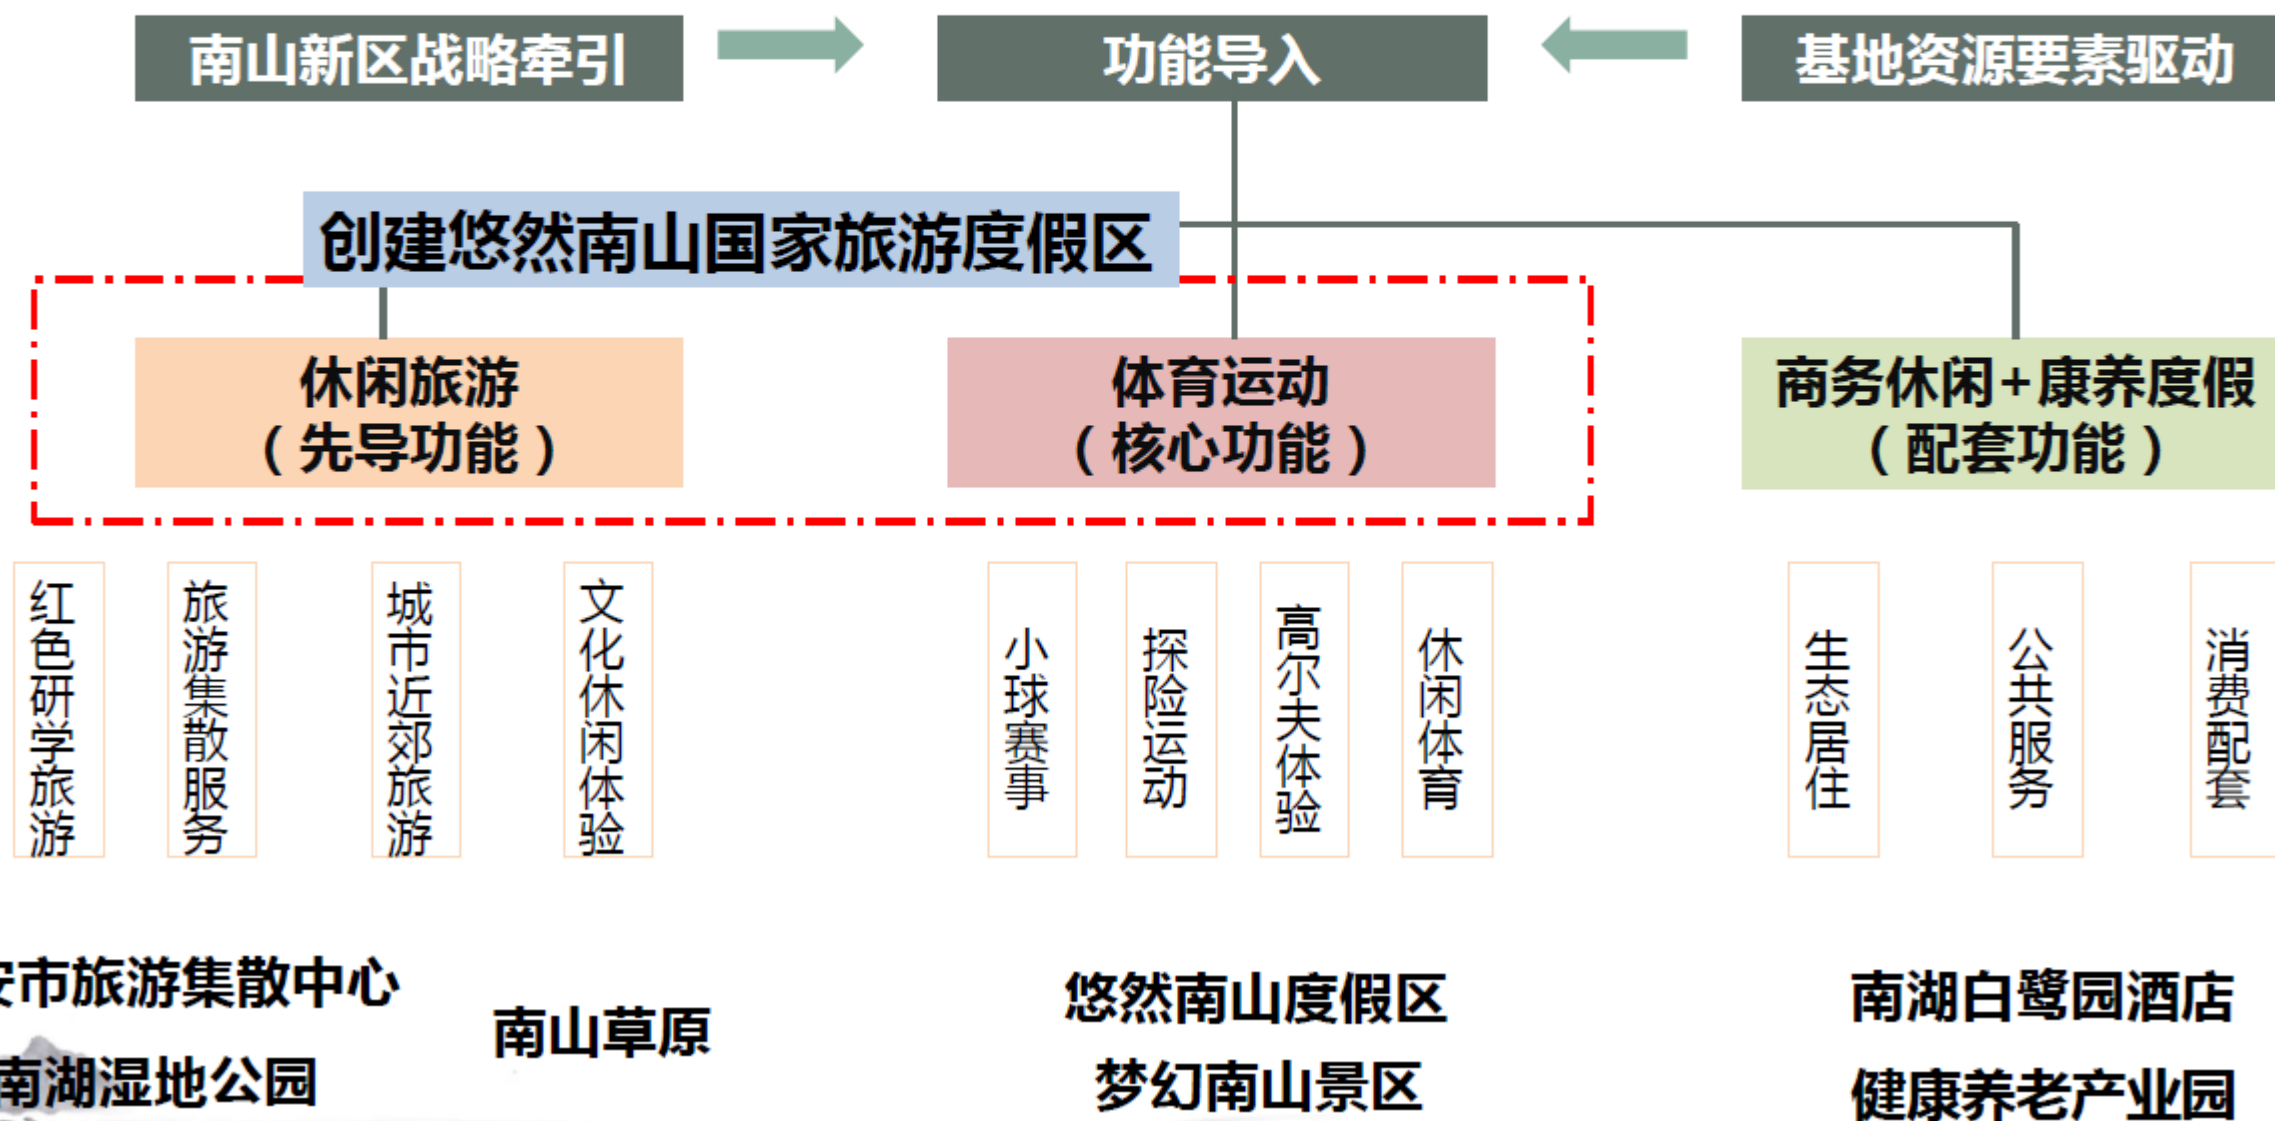 南山新区战略牵引
功能导入
基地资源要素驱动
创建悠然南山国家旅游度假区
休闲旅游
（先导功能）
体育运动
（核心功能）
商务休闲+康养度假
（配套功能）
红色研学旅游
旅游集散服务
城市近郊旅游
文化休闲体验
小球赛事
探险运动
高尔夫体验
休闲体育
生态居住
公共服务
消费配套
安市旅游集散中心
南山草原
南湖湿地公园
悠然南山度假区
梦幻南山景区
南湖白鹭园酒店
健康养老产业园